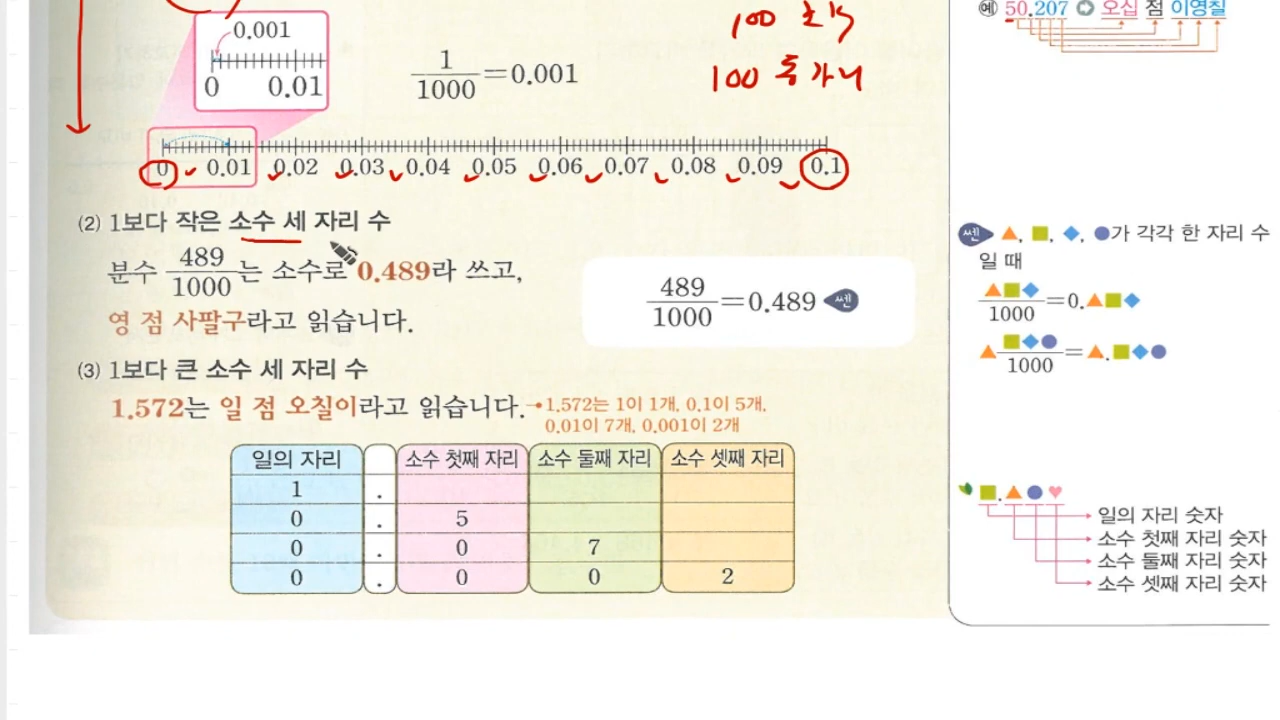 0.001
0 0.01
1/1000=0.001
100
100
0 0.01 0.02 0.03 0.04 0.05 0.06 0.07 0.08 0.09 0.1
(2) 1보다 작은 소수 세 자리 수
분수 489/1000는 소수로 0.489라 쓰고,
영 점 사팔구라고 읽습니다.
489/1000=0.489 쎈
(3) 1보다 큰 소수 세 자리 수
1.572는 일 점 오칠이라고 읽습니다.→1.572는 1이 1개, 0.1이 5개,
0.01이 7개, 0.001이 2개
일의 자리 소수 첫째 자리 소수 둘째 자리 소수 셋째 자리
1 .
0 . 5
0 . 0 7
0 . 0 0 2
예 50.207 오십 점 이영칠
쎈 ▲, ■, ◆, ●가 각각 한 자리 수
일 때
▲■◆/1000=0.▲■◆
▲ ■◆●/1000=▲.■◆●
■.▲●♥
일의 자리 숫자
소수 첫째 자리 숫자
소수 둘째 자리 숫자
소수 셋째 자리 숫자